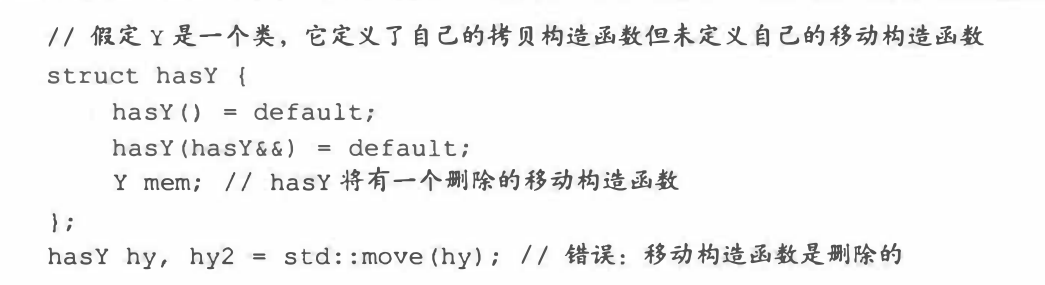 // 假定 Y 是一个类，它定义了自己的拷贝构造函数但未定义自己的移动构造函数
struct hasY {
    hasY() = default;
    hasY(hasY&&) = default;
    Y mem; // hasY 将有一个删除的移动构造函数
};
hasY hy, hy2 = std::move(hy); // 错误：移动构造函数是删除的